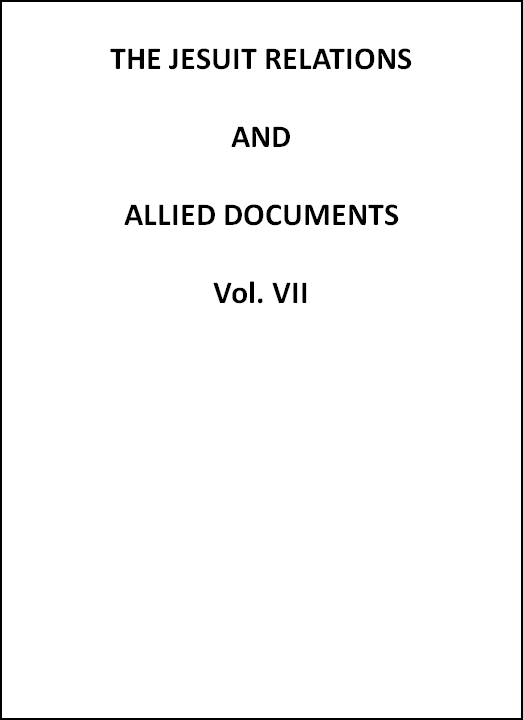 THE JESUIT RELATIONS
AND
ALLIED DOCUMENTS
Vol. VII